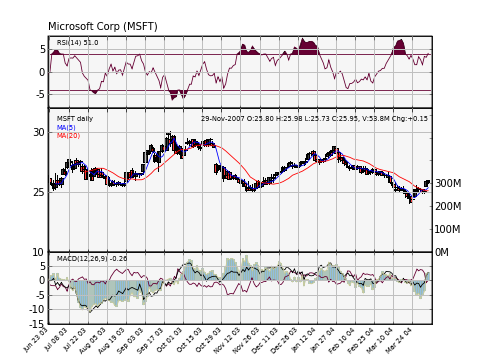 Microsoft Corp (MSFT)
RSI(14) 51.0
5
0
-5
MSFT daily
29-Nov-2007 O:25.80 H:25.98 L:25.73 C:25.95, V:53.8M Chg:+0.15
MA(5)
MA(20)
30
25
10
300M
200M
100M
0M
MACD(12,26,9) -0.26
5
0
-5
-10
-15
Jun 23 03
Jul 08 03
Jul 22 03
Aug 05 03
Aug 19 03
Sep 03 03
Sep 17 03
Oct 01 03
Oct 15 03
Oct 29 03
Nov 12 03
Nov 26 03
Dec 11 03
Dec 26 03
Jan 12 04
Jan 27 04
Feb 10 04
Feb 25 04
Mar 10 04
Mar 24 04